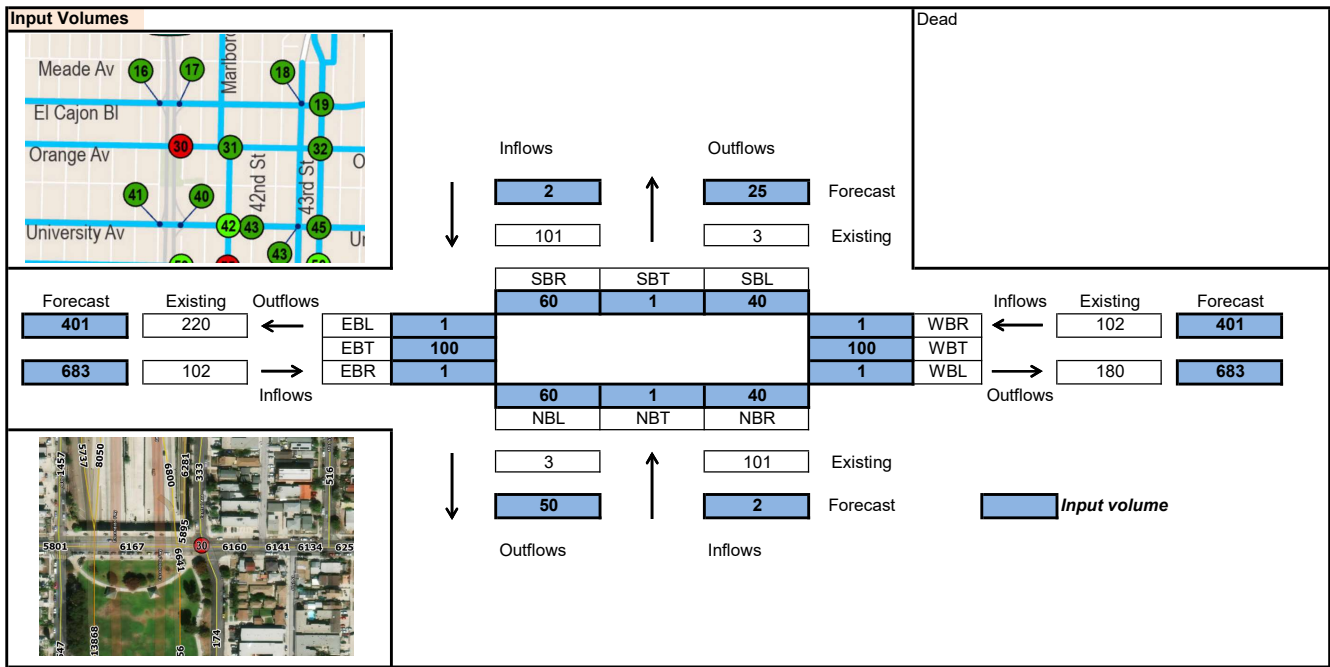 Input Volumes
Dead
Meade Av 16 17 18 Marlboro
El Cajon Bl 19
Orange Av 30 31 32 O
42nd St 43rd St
41 40
University Av 42 43 45 Un
43
Inflows Outflows
2 25 Forecast
101 3 Existing
SBR SBT SBL
60 1 40
Forecast Existing Outflows
401 220 EBL 1
EBT 100
683 102 EBR 1
Inflows
Inflows Existing Forecast
1 WBR 102 401
100 WBT
1 WBL 180 683
Outflows
60 1 40
NBL NBT NBR
3 101 Existing
50 2 Forecast
Outflows Inflows
Input volume
1457 5737 8050 6800 6281 333 516
5895
5801 6167 30 6160 6141 6134 625
6641
547 13868 56 174